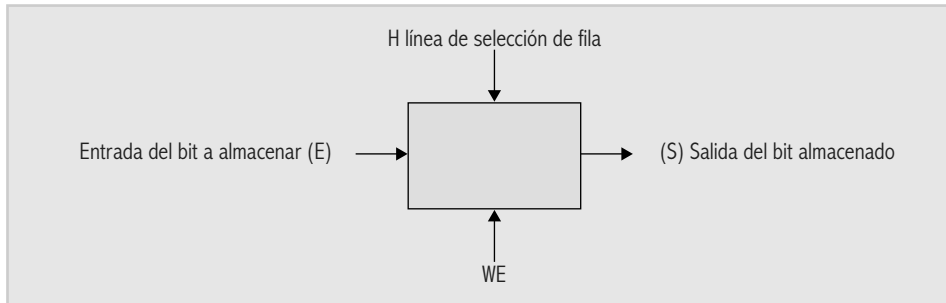 H línea de selección de fila
Entrada del bit a almacenar (E)
(S) Salida del bit almacenado
WE